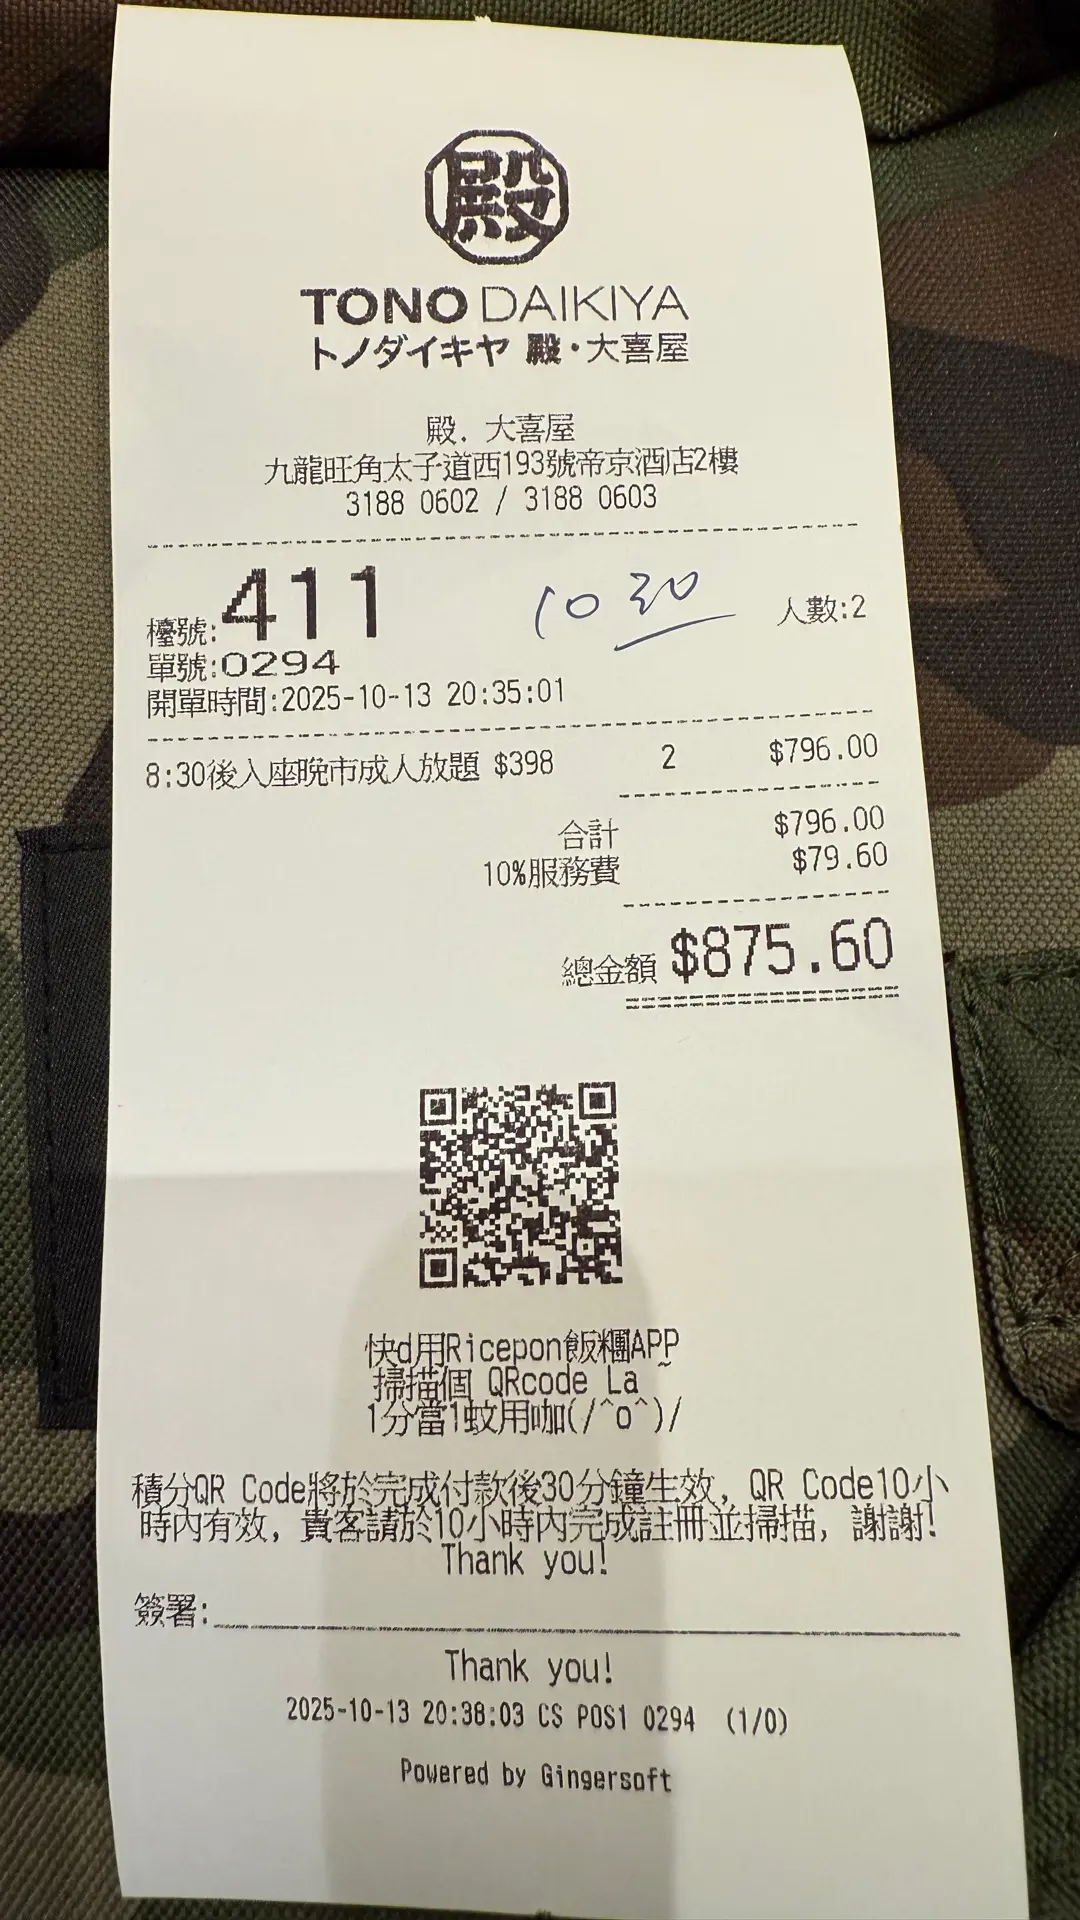 殿
TONO DAIKIYA
トノダイキヤ 殿・大喜屋
殿. 大喜屋
九龍旺角太子道西193號帝京酒店2樓
3188 0602 / 3188 0603
檯號:411
10 30
人數:2
單號:0294
開單時間:2025-10-13 20:35:01
8:30後入座晚市成人放題 $398 2 $796.00
合計 $796.00
10%服務費 $79.60
總金額 $875.60
快d用Ricepon飯糰APP
掃描個 QRcode La ~
1分當1蚊用咖(/^o^)/
積分QR Code將於完成付款後30分鐘生效, QR Code10小
時內有效, 貴客請於10小時內完成註冊並掃描, 謝謝!
Thank you!
簽署:
Thank you!
2025-10-13 20:38:03 CS POS1 0294 (1/0)
Powered by Gingersoft